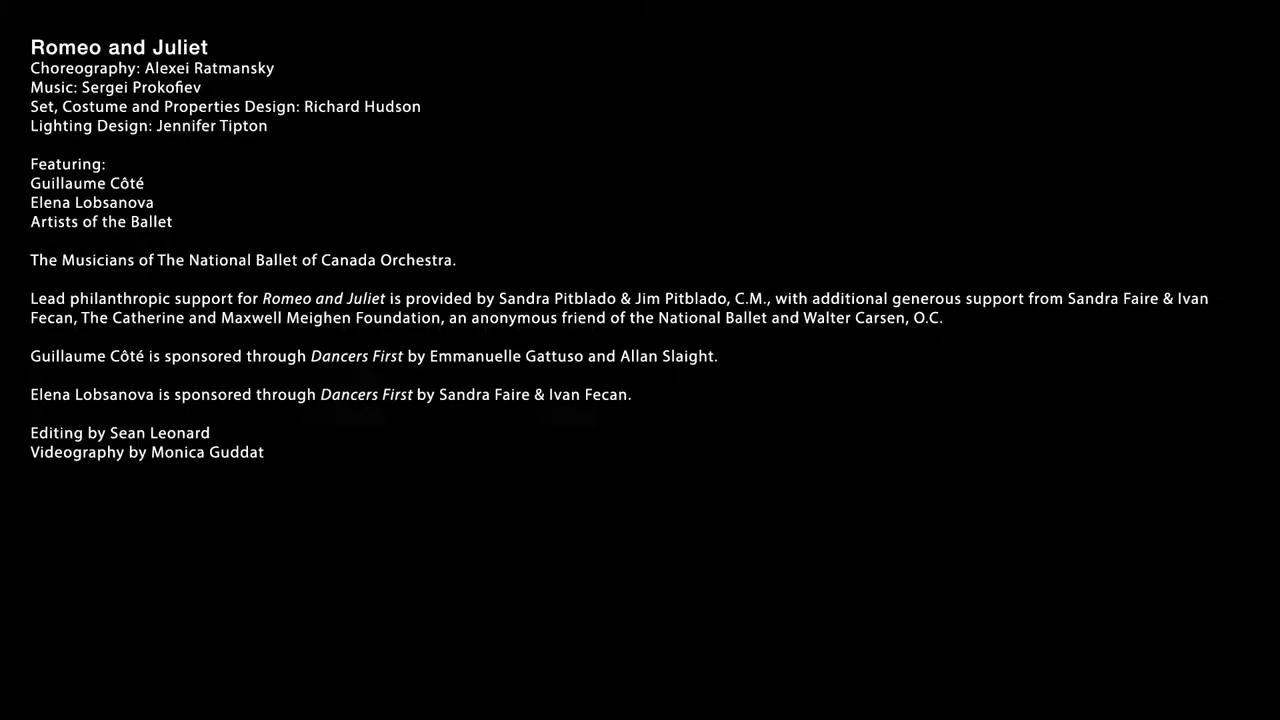 Romeo and Juliet
Choreography: Alexei Ratmansky
Music: Sergei Prokofiev
Set, Costume and Properties Design: Richard Hudson
Lighting Design: Jennifer Tipton
Featuring:
Guillaume Côté
Elena Lobsanova
Artists of the Ballet
The Musicians of The National Ballet of Canada Orchestra.
Lead philanthropic support for Romeo and Juliet is provided by Sandra Pitblado & Jim Pitblado, C.M., with additional generous support from Sandra Faire & Ivan
Fecan, The Catherine and Maxwell Meighen Foundation, an anonymous friend of the National Ballet and Walter Carsen, O.C.
Guillaume Côté is sponsored through Dancers First by Emmanuelle Gattuso and Allan Slaight.
Elena Lobsanova is sponsored through Dancers First by Sandra Faire & Ivan Fecan.
Editing by Sean Leonard
Videography by Monica Guddat